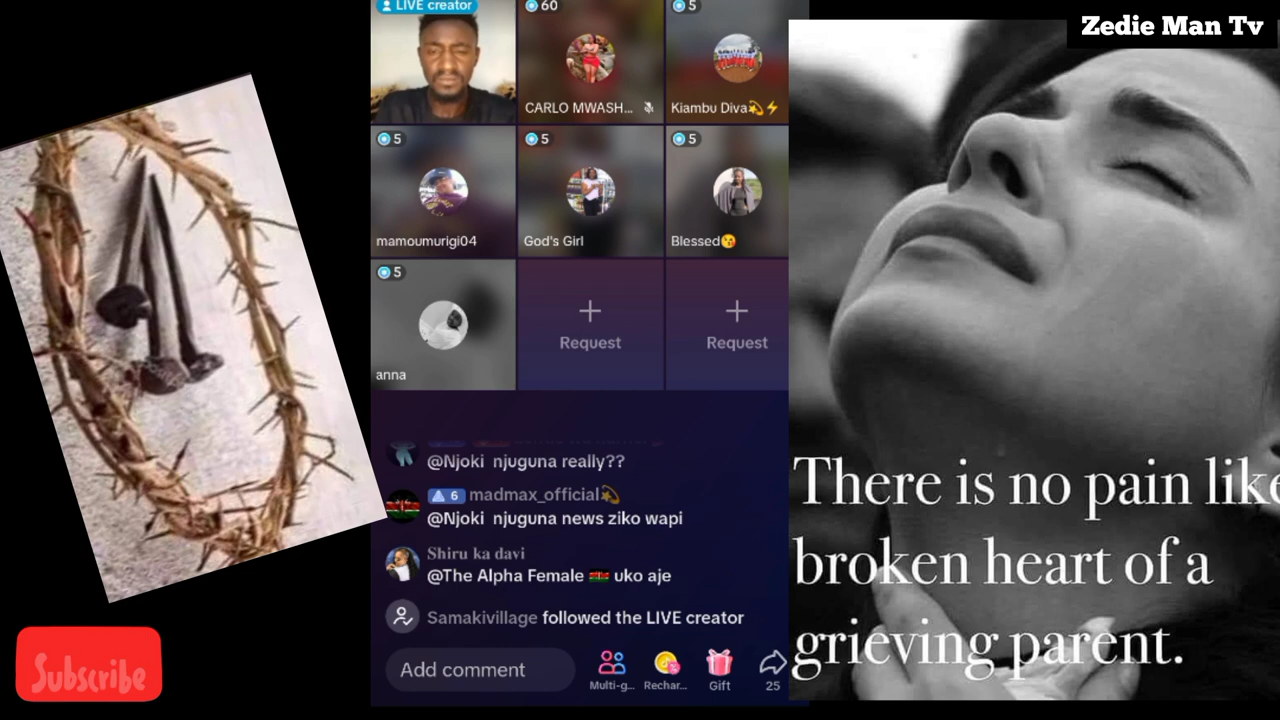 LIVE creator
60
5
Zedie Man Tv
CARLO MWASH...
Kiambu Diva💫⚡
5
5
5
mamoumurigi04
God's Girl
Blessed😘
5
+
Request
+
Request
anna
@Njoki njuguna really??
6 madmax_official💫
@Njoki njuguna news ziko wapi
Shiru ka davi
@The Alpha Female 🇰🇪 uko aje
Samakivillage followed the LIVE creator
Add comment
Multi-g...
Rechar...
Gift
25
There is no pain like
broken heart of a
grieving parent.
Subscribe